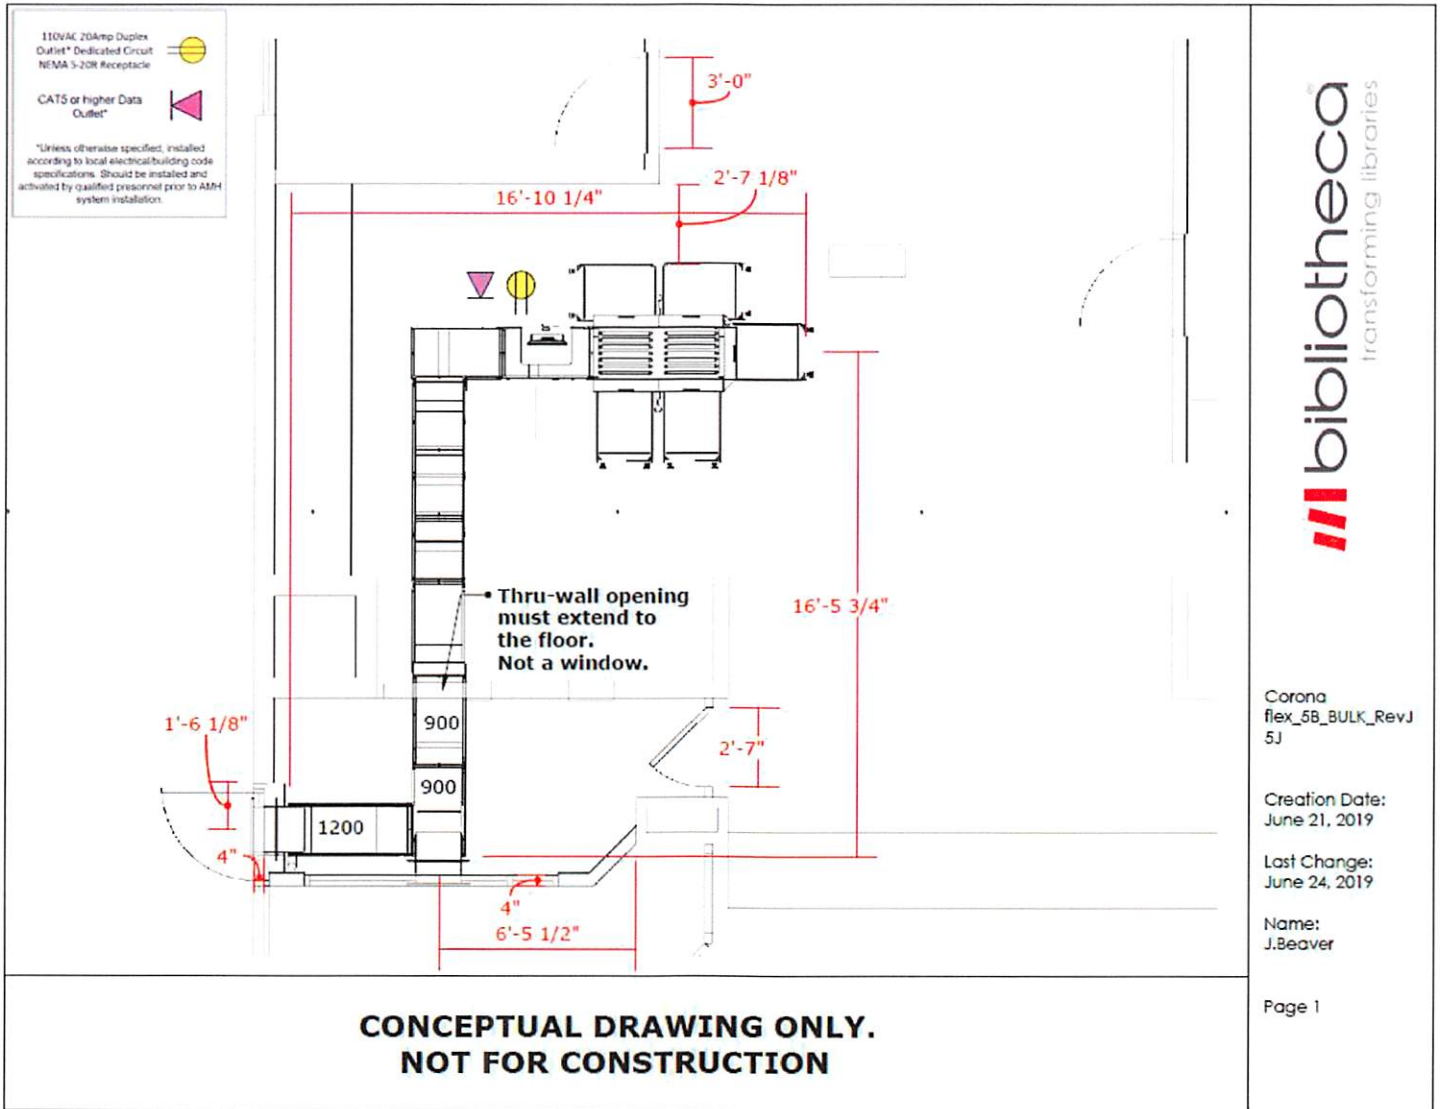 110VAC 20Amp Duplex
Outlet* Dedicated Circuit
NEMA 5-20R Receptacle
CAT5 or higher Data
Outlet*
*Unless otherwise specified, installed
according to local electrical/building code
specifications. Should be installed and
activated by qualified presonnel prior to AMH
system installation.
3'-0"
2'-7 1/8"
16'-10 1/4"
16'-5 3/4"
Thru-wall opening
must extend to
the floor.
Not a window.
900
900
1200
1'-6 1/8"
2'-7"
4"
4"
6'-5 1/2"
CONCEPTUAL DRAWING ONLY.
NOT FOR CONSTRUCTION
bibliotheca
transforming libraries
Corona
flex_5B_BULK_RevJ
5J
Creation Date:
June 21, 2019
Last Change:
June 24, 2019
Name:
J.Beaver
Page 1